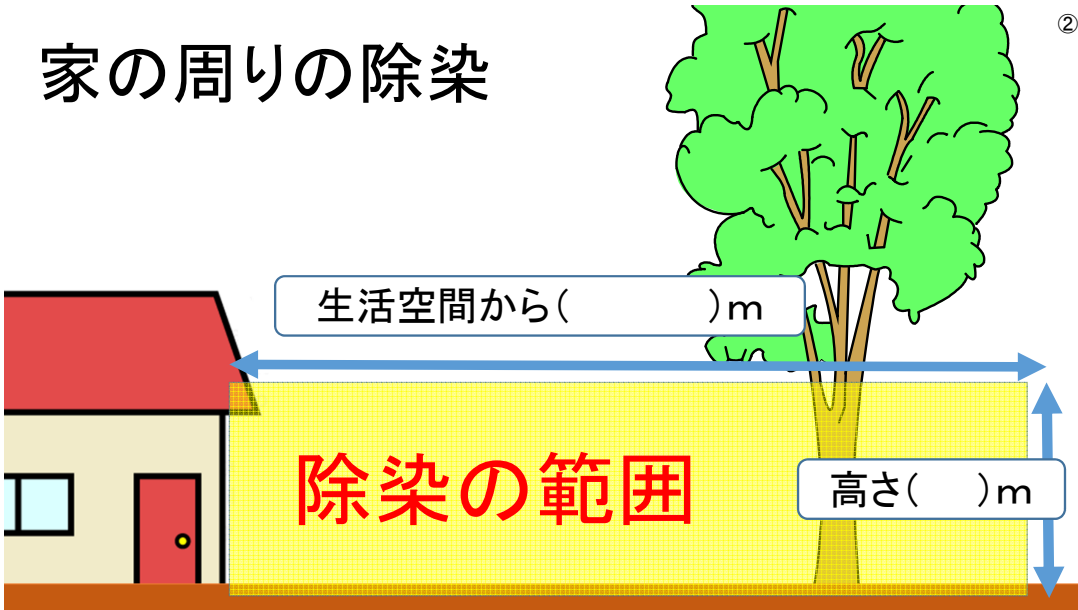 ②
家の周りの除染
生活空間から(　　　)ｍ
除染の範囲
高さ(　)ｍ